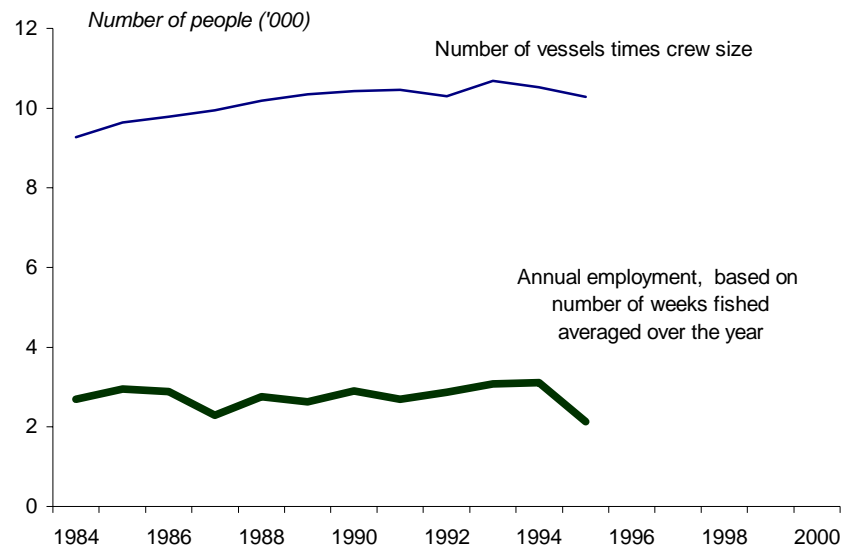 Number of people ('000)
12
Number of vessels times crew size
10
8
6
Annual employment, based on
number of weeks fished
averaged over the year
4
2
0
1984 1986 1988 1990 1992 1994 1996 1998 2000